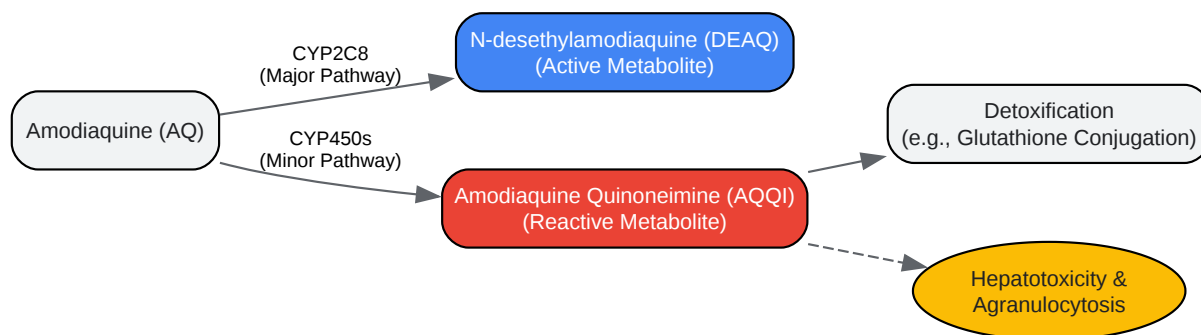 Amodiaquine (AQ)
CYP2C8
(Major Pathway)
N-desethylamodiaquine (DEAQ)
(Active Metabolite)
CYP450s
(Minor Pathway)
Amodiaquine Quinoneimine (AQQI)
(Reactive Metabolite)
Detoxification
(e.g., Glutathione Conjugation)
Hepatotoxicity &
Agranulocytosis